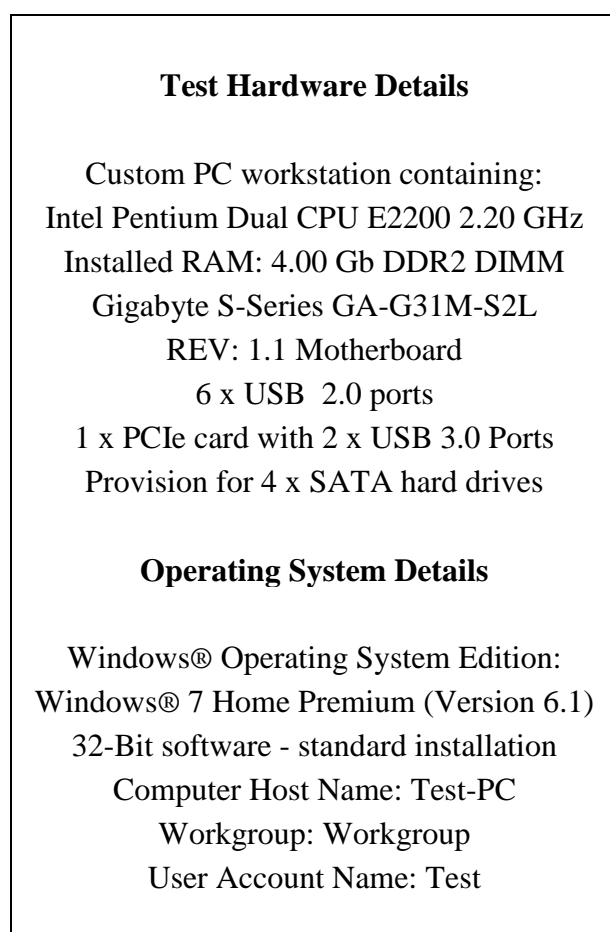 Test Hardware Details
Custom PC workstation containing:
Intel Pentium Dual CPU E2200 2.20 GHz
Installed RAM: 4.00 Gb DDR2 DIMM
Gigabyte S-Series GA-G31M-S2L
REV: 1.1 Motherboard
6 x USB 2.0 ports
1 x PCIe card with 2 x USB 3.0 Ports
Provision for 4 x SATA hard drives
Operating System Details
Windows® Operating System Edition:
Windows® 7 Home Premium (Version 6.1)
32-Bit software - standard installation
Computer Host Name: Test-PC
Workgroup: Workgroup
User Account Name: Test